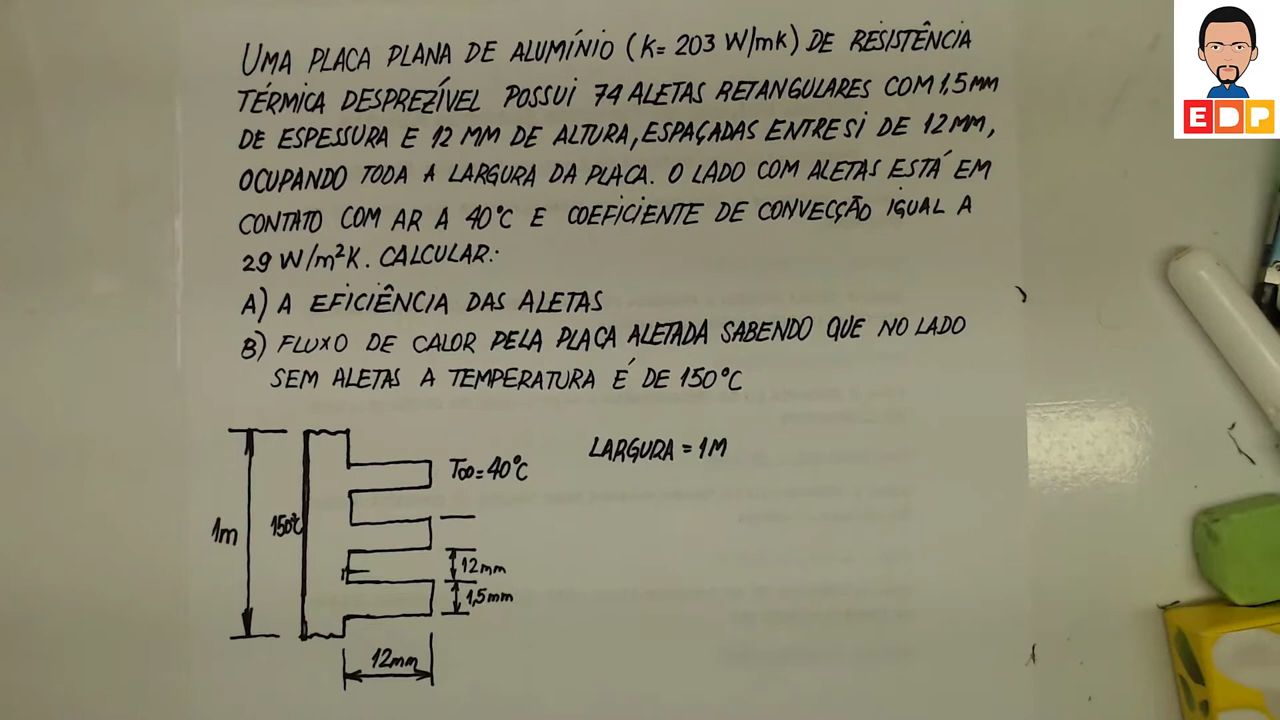 UMA PLACA PLANA DE ALUMÍNIO (K= 203 W/mK) DE RESISTÊNCIA
TÉRMICA DESPREZÍVEL POSSUI 74 ALETAS RETANGULARES COM 1,5mm
DE ESPESSURA E 12 MM DE ALTURA, ESPAÇADAS ENTRE SI DE 12MM,
OCUPANDO TODA A LARGURA DA PLACA. O LADO COM ALETAS ESTÁ EM
CONTATO COM AR A 40°C E COEFICIENTE DE CONVECÇÃO IGUAL A
29 W/m²K. CALCULAR:
A) A EFICIÊNCIA DAS ALETAS
B) FLUXO DE CALOR PELA PLACA ALETADA SABENDO QUE NO LADO
SEM ALETAS A TEMPERATURA É DE 150°C
LARGURA = 1M
T∞=40°C
1m
150°C
12mm
1,5mm
12mm
EDP